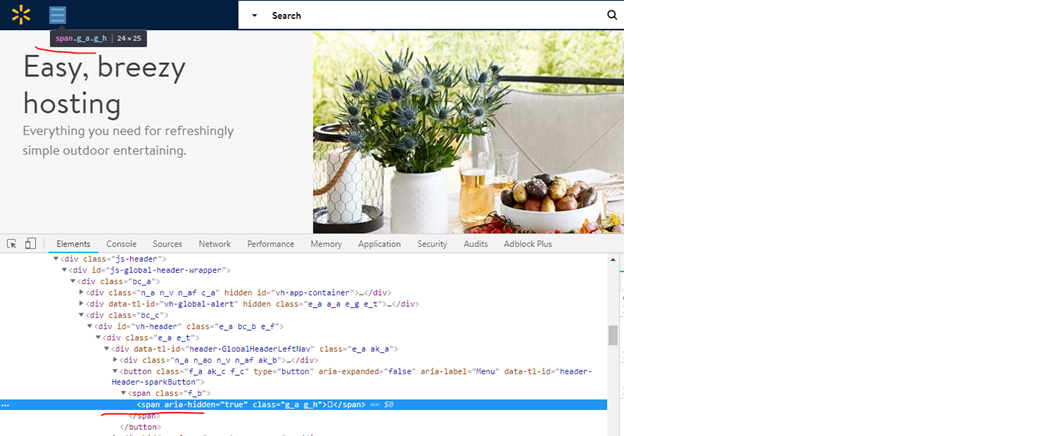 Search
span.g_a.g_h | 24 × 25
Easy, breezy
hosting
Everything you need for refreshingly
simple outdoor entertaining.
Elements Console Sources Network Performance Memory Application Security Audits Adblock Plus
▼<div class="js-header">
▼<div id="js-global-header-wrapper">
▼<div class="bc_a">
▶<div class="n_a n_v n_af c_a" hidden id="vh-app-container">…</div>
▶<div data-tl-id="vh-global-alert" hidden class="e_a a_a e_g e_t">…</div>
▼<div class="bc_c">
▼<div id="vh-header" class="e_a bc_b e_f">
▼<div class="e_a e_t">
▼<div data-tl-id="header-GlobalHeaderLeftNav" class="e_a ak_a">
▶<div class="n_a n_ao n_v n_af ak_b">…</div>
▼<button class="f_a ak_c f_c" type="button" aria-expanded="false" aria-label="Menu" data-tl-id="header-
Header-sparkButton">
▼<span class="f_b">
… <span aria-hidden="true" class="g_a g_h">▯</span> == $0
</span>
</button>